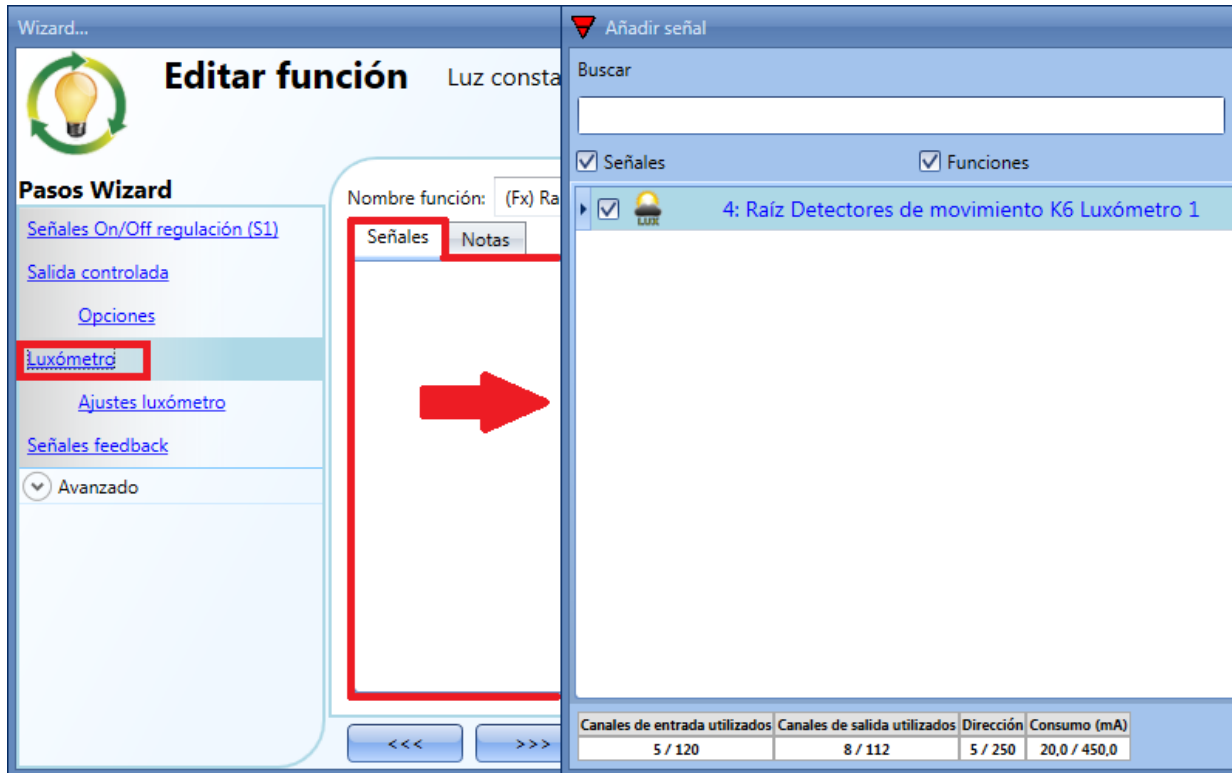 Wizard...
Editar función
Luz consta
Pasos Wizard
Señales On/Off regulación (S1)
Salida controlada
Opciones
Luxómetro
Ajustes luxómetro
Señales feedback
Avanzado
Nombre función: (Fx) Ra
Señales Notas
<<< >>>
Añadir señal
Buscar
Señales Funciones
LUX 4: Raíz Detectores de movimiento K6 Luxómetro 1
Canales de entrada utilizados Canales de salida utilizados Dirección Consumo (mA)
5 / 120 8 / 112 5 / 250 20,0 / 450,0